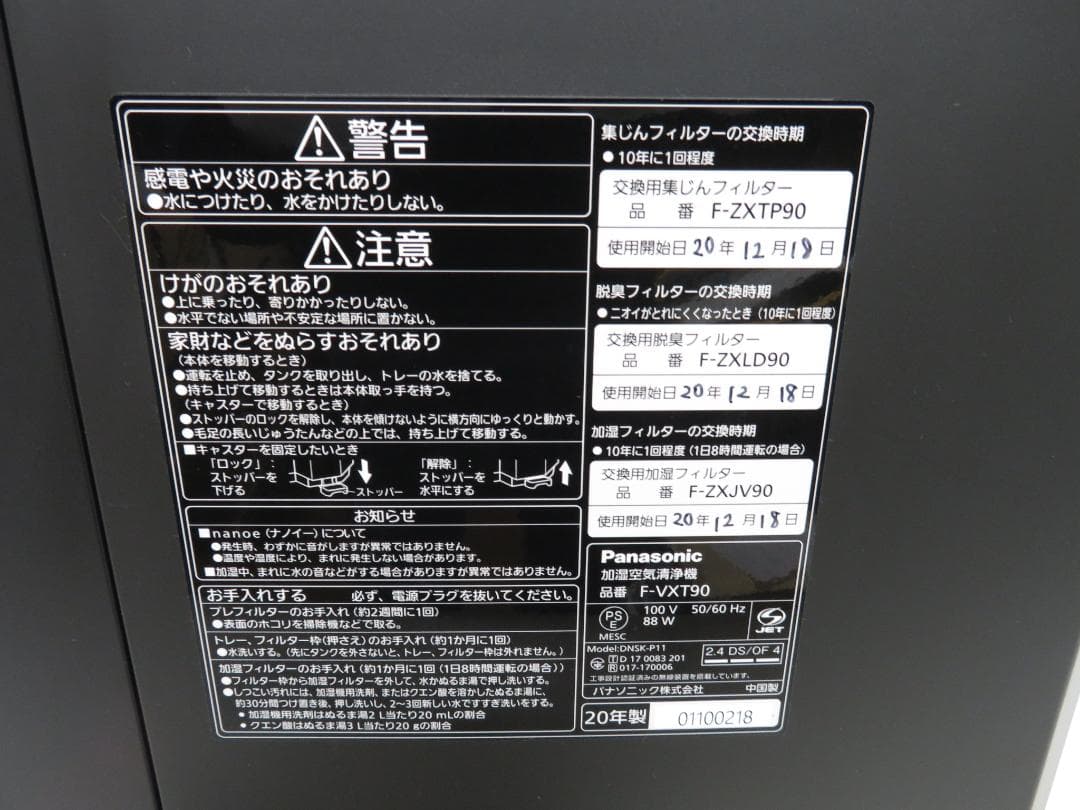 ⚠警告
感電や火災のおそれあり
●水につけたり、水をかけたりしない。
⚠注意
けがのおそれあり
●上に乗ったり、寄りかかったりしない。
●水平でない場所や不安定な場所に置かない。
家財などをぬらすおそれあり
(本体を移動するとき)
●運転を止め、タンクを取り出し、トレーの水を捨てる。
●持ち上げて移動するときは本体取っ手を持つ。
(キャスターで移動するとき)
●ストッパーのロックを解除し、本体を傾けないように横方向にゆっくりと動かす。
●毛足の長いじゅうたんなどの上では、持ち上げて移動する。
■キャスターを固定したいとき
「ロック」:
ストッパーを
下げる
ストッパー
「解除」:
ストッパーを
水平にする
お知らせ
■nanoe(ナノイー)について
●発生時、わずかに音がしますが異常ではありません。
●温度や湿度により、まれに発生しない場合があります。
■加湿中、まれに水の音などがする場合がありますが異常ではありません。
お手入れする 必ず、電源プラグを抜いてください。
プレフィルターのお手入れ(約2週間に1回)
●表面のホコリを掃除機などで取る。
トレー、フィルター枠(押さえ)のお手入れ(約1か月に1回)
●水洗いする。(先にタンクを外さないと、トレー、フィルター枠は外れません。)
加湿フィルターのお手入れ(約1か月に1回(1日8時間運転の場合))
●フィルター枠から加湿フィルターを外して、水かぬるま湯で押し洗いする。
●しつこい汚れには、加湿機用洗剤、またはクエン酸を溶かしたぬるま湯に、
約30分間つけ置き後、押し洗いし、2~3回新しい水ですすぎ洗いをする。
* 加湿機用洗剤はぬるま湯2 L当たり20 mLの割合
* クエン酸はぬるま湯3 L当たり20 gの割合
集じんフィルターの交換時期
● 10年に1回程度
交換用集じんフィルター
品 番 F-ZXTP90
使用開始日 20年 12月 18日
脱臭フィルターの交換時期
● ニオイがとれにくくなったとき(10年に1回程度)
交換用脱臭フィルター
品 番 F-ZXLD90
使用開始日 20年 12月 18日
加湿フィルターの交換時期
● 10年に1回程度(1日8時間運転の場合)
交換用加湿フィルター
品 番 F-ZXJV90
使用開始日 20年 12月 18日
Panasonic
加湿空気清浄機
品番 F-VXT90
PS
E
MESC
100 V 50/60 Hz
88 W
JET
Model:DNSK-P11
T D 17 0083 201
R 017-170006
2.4 DS/OF 4
工事設計認証済みの無線装置を搭載しています。
パナソニック株式会社 中国製
20年製 01100218